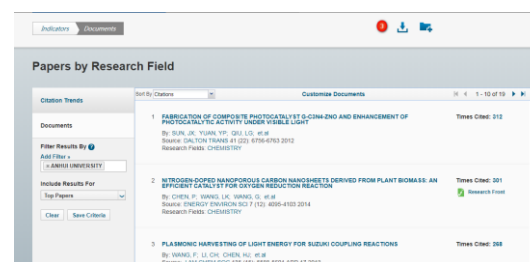 Indicators
Documents
3
Papers by Research Field
Citation Trends
Documents
Filter Results By
Add Filter »
× ANHUI UNIVERSITY
Include Results For
Top Papers
Clear
Save Criteria
Sort By: Citations
Customize Documents
1 - 10 of 19
1 FABRICATION OF COMPOSITE PHOTOCATALYST G-C3N4-ZNO AND ENHANCEMENT OF
PHOTOCATALYTIC ACTIVITY UNDER VISIBLE LIGHT
By: SUN, JX; YUAN, YP; QIU, LG; et.al
Source: DALTON TRANS 41 (22): 6756-6763 2012
Research Fields: CHEMISTRY
Times Cited: 312
2 NITROGEN-DOPED NANOPOROUS CARBON NANOSHEETS DERIVED FROM PLANT BIOMASS: AN
EFFICIENT CATALYST FOR OXYGEN REDUCTION REACTION
By: CHEN, P; WANG, LK; WANG, G; et.al
Source: ENERGY ENVIRON SCI 7 (12): 4095-4103 2014
Research Fields: CHEMISTRY
Times Cited: 301
Research Front
3 PLASMONIC HARVESTING OF LIGHT ENERGY FOR SUZUKI COUPLING REACTIONS
By: WANG, F; LI, CH; CHEN, HJ; et.al
Times Cited: 268